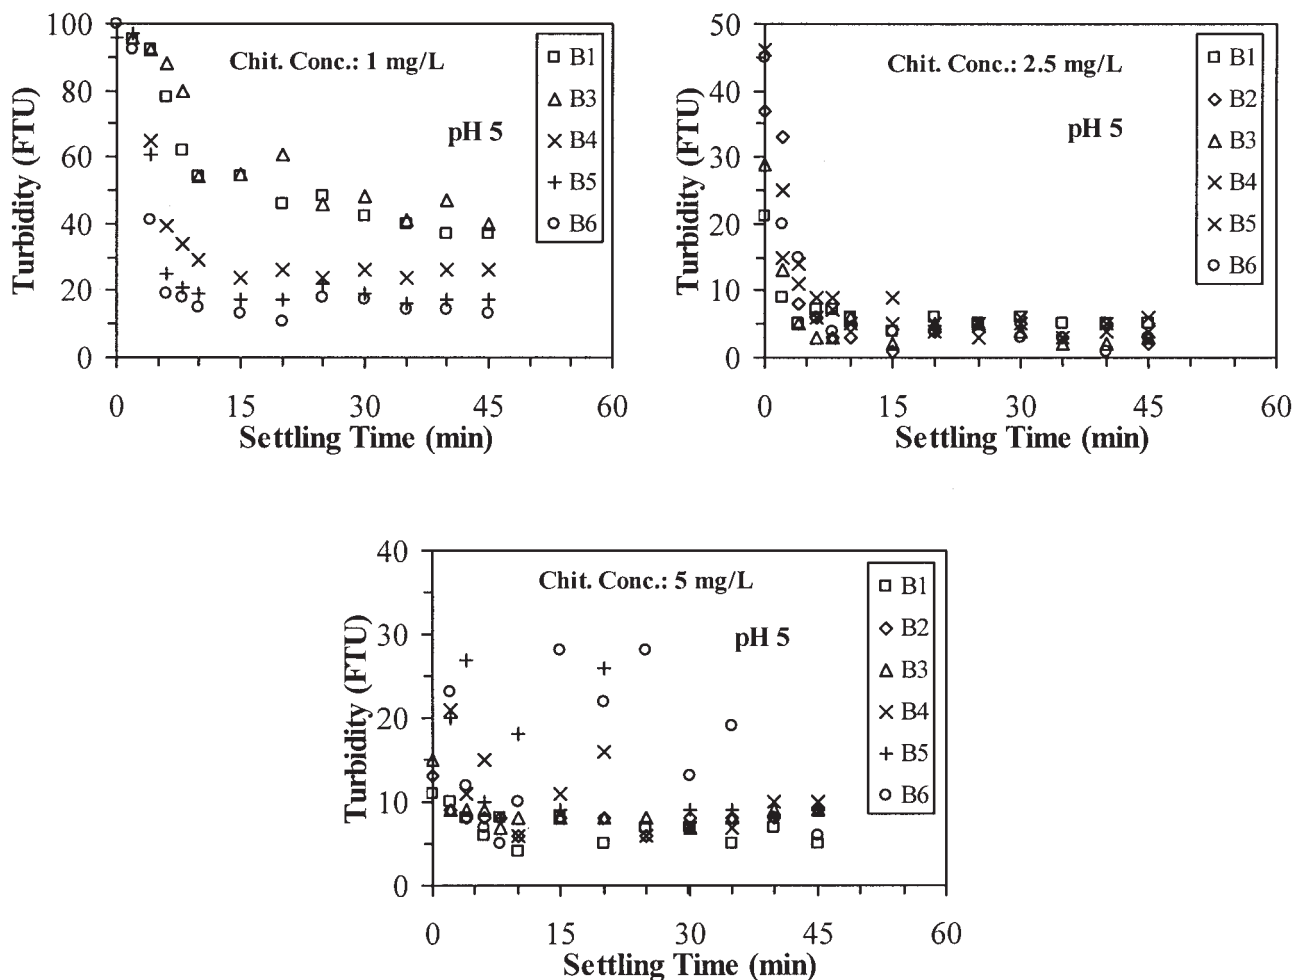 100
80
60
40
20
0
Turbidity (FTU)
Chit. Conc.: 1 mg/L
pH 5
B1
B3
B4
B5
B6
0 15 30 45 60
Settling Time (min)
50
40
30
20
10
0
Turbidity (FTU)
Chit. Conc.: 2.5 mg/L
pH 5
B1
B2
B3
B4
B5
B6
0 15 30 45 60
Settling Time (min)
40
30
20
10
0
Turbidity (FTU)
Chit. Conc.: 5 mg/L
pH 5
B1
B2
B3
B4
B5
B6
0 15 30 45 60
Settling Time (min)